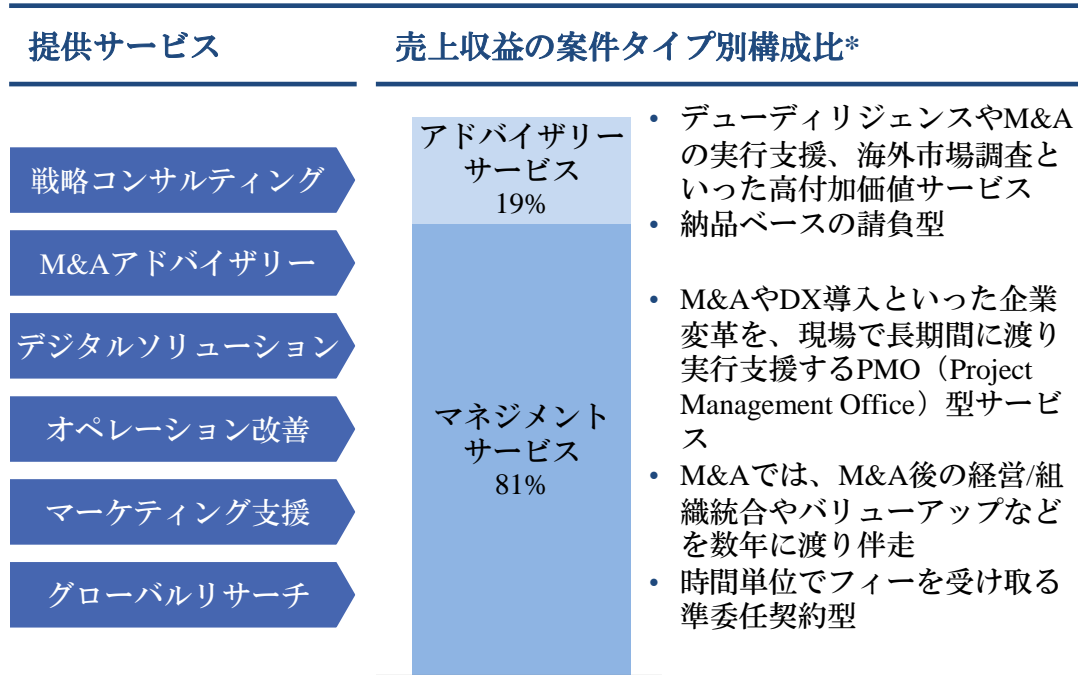 提供サービス
売上収益の案件タイプ別構成比*
戦略コンサルティング
M&Aアドバイザリー
デジタルソリューション
オペレーション改善
マーケティング支援
グローバルリサーチ
アドバイザリー
サービス
19%
マネジメント
サービス
81%
• デューディリジェンスやM&A
の実行支援、海外市場調査と
いった高付加価値サービス
• 納品ベースの請負型
• M&AやDX導入といった企業
変革を、現場で長期間に渡り
実行支援するPMO（Project
Management Office）型サービ
ス
• M&Aでは、M&A後の経営/組
織統合やバリューアップなど
を数年に渡り伴走
• 時間単位でフィーを受け取る
準委任契約型